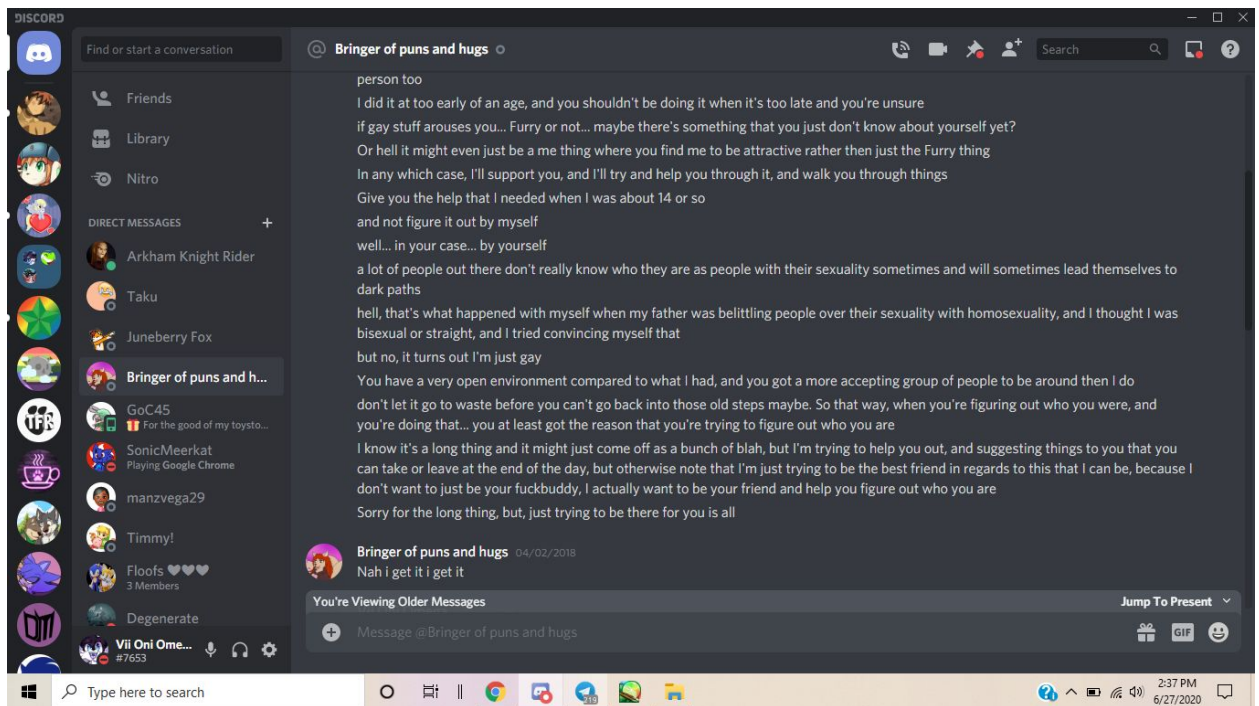 DISCORD
Find or start a conversation
Bringer of puns and hugs
Search
Friends
Library
Nitro
DIRECT MESSAGES
Arkham Knight Rider
Taku
Juneberry Fox
Bringer of puns and h...
GoC45
For the good of my toysto...
SonicMeerkat
Playing Google Chrome
manzvega29
Timmy!
Floofs
3 Members
Degenerate
Vii Oni Ome...
#7653
TFR
person too
I did it at too early of an age, and you shouldn't be doing it when it's too late and you're unsure
if gay stuff arouses you... Furry or not... maybe there's something that you just don't know about yourself yet?
Or hell it might even just be a me thing where you find me to be attractive rather then just the Furry thing
In any which case, I'll support you, and I'll try and help you through it, and walk you through things
Give you the help that I needed when I was about 14 or so
and not figure it out by myself
well... in your case... by yourself
a lot of people out there don't really know who they are as people with their sexuality sometimes and will sometimes lead themselves to
dark paths
hell, that's what happened with myself when my father was belittling people over their sexuality with homosexuality, and I thought I was
bisexual or straight, and I tried convincing myself that
but no, it turns out I'm just gay
You have a very open environment compared to what I had, and you got a more accepting group of people to be around then I do
don't let it go to waste before you can't go back into those old steps maybe. So that way, when you're figuring out who you were, and
you're doing that... you at least got the reason that you're trying to figure out who you are
I know it's a long thing and it might just come off as a bunch of blah, but I'm trying to help you out, and suggesting things to you that you
can take or leave at the end of the day, but otherwise note that I'm just trying to be the best friend in regards to this that I can be, because I
don't want to just be your fuckbuddy, I actually want to be your friend and help you figure out who you are
Sorry for the long thing, but, just trying to be there for you is all
Bringer of puns and hugs 04/02/2018
Nah i get it i get it
You're Viewing Older Messages
Jump To Present
Message @Bringer of puns and hugs
GIF
Type here to search
2:37 PM
6/27/2020